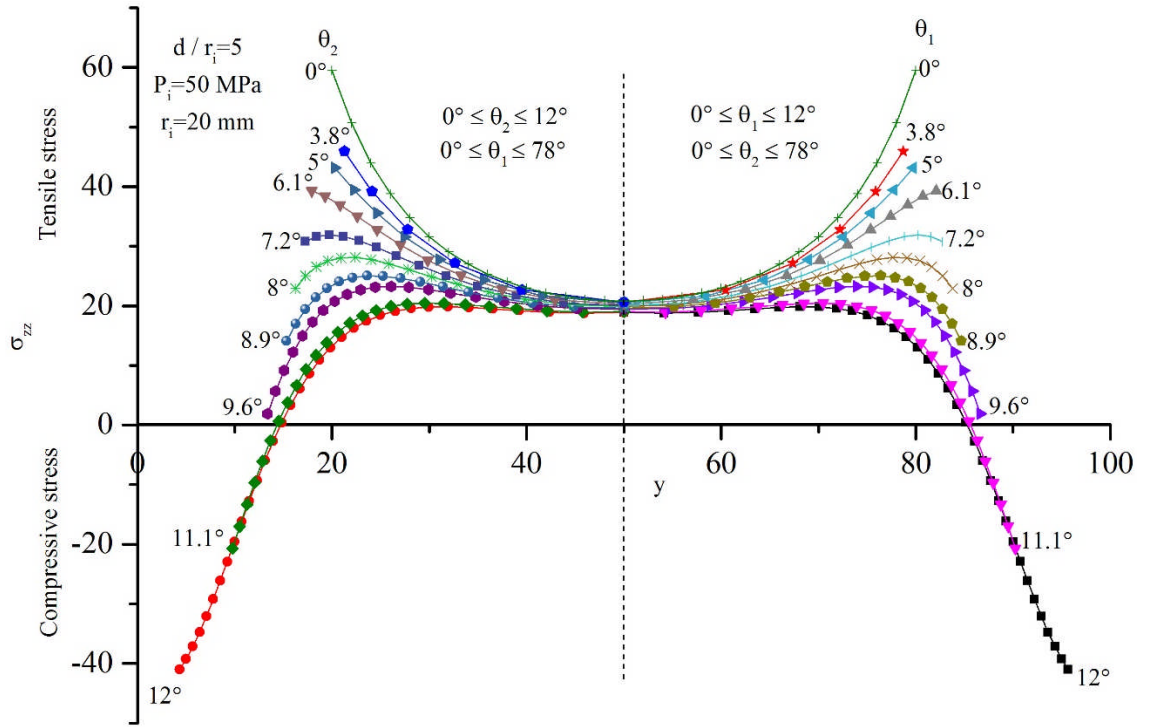 d / rᵢ=5
Pᵢ=50 MPa
rᵢ=20 mm
θ₂
0°
3.8°
5°
6.1°
7.2°
8°
8.9°
9.6°
11.1°
12°
0° ≤ θ₂ ≤ 12°
0° ≤ θ₁ ≤ 78°
0° ≤ θ₁ ≤ 12°
0° ≤ θ₂ ≤ 78°
θ₁
0°
3.8°
5°
6.1°
7.2°
8°
8.9°
9.6°
11.1°
12°
Tensile stress
σzz
Compressive stress
60
40
20
0
-20
-40
0
20
40
60
80
100
y